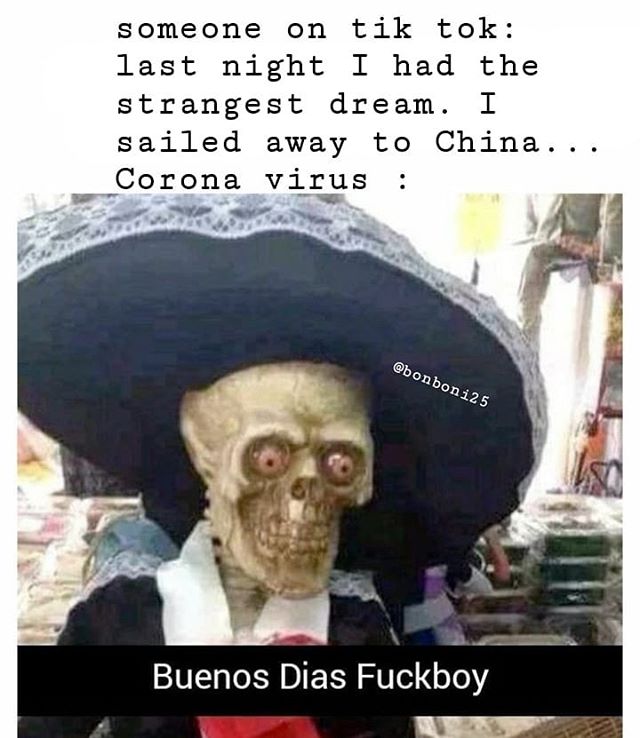 someone on tik tok:
last night I had the
strangest dream. I
sailed away to China...
Corona virus :
@bonboni25
Buenos Dias Fuckboy